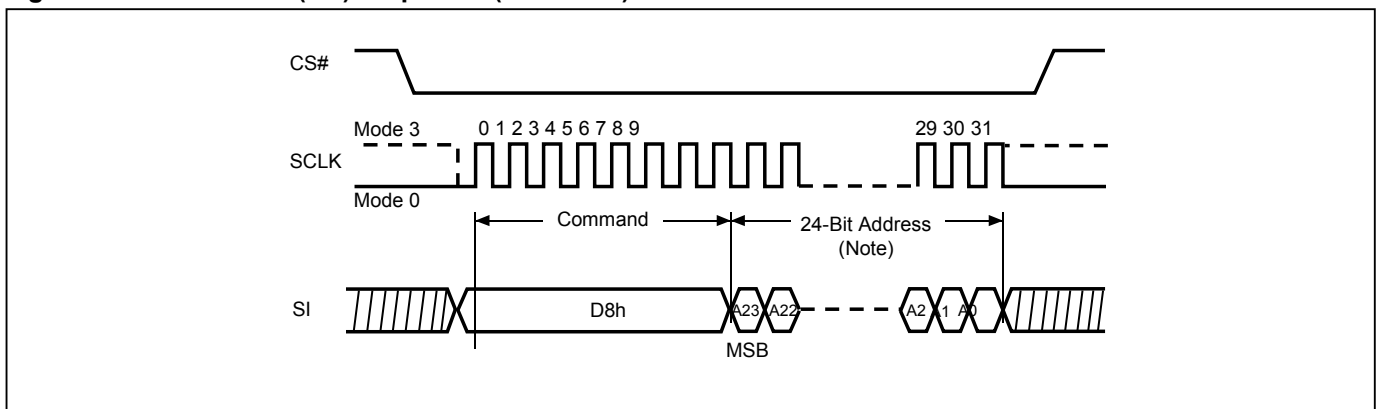 CS#
Mode 3
0 1 2 3 4 5 6 7 8 9
29 30 31
SCLK
Mode 0
Command
24-Bit Address
(Note)
SI
D8h
A23 A22
A2 A1 A0
MSB